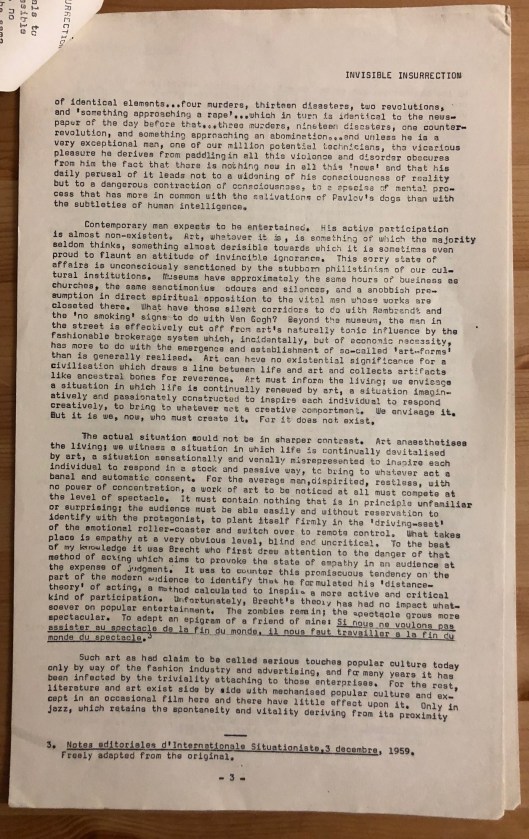 INVISIBLE INSURRECTION
of identical elements...four murders, thirteen disasters, two revolutions,
and 'something approaching a rape'...which in turn is identical to the news-
paper of the day before that...three murders, nineteen disasters, one counter-
revolution, and something approaching an abomination...and unless he is a
very exceptional man, one of our million potential technicians, the vicarious
pleasure he derives from paddling in all this violence and disorder obscures
from him the fact that there is nothing new in all this 'news' and that his
daily perusal of it leads not to a widening of his consciousness of reality
but to a dangerous contraction of consciousness, to a species of mental pro-
cess that has more in common with the salivations of Pavlov's dogs than with
the subtleties of human intelligence.
Contemporary man expects to be entertained. His active participation
is almost non-existent. Art, whatever it is, is something of which the majority
seldom thinks, something almost derisible towards which it is sometimes even
proud to flaunt an attitude of invincible ignorance. This sorry state of
affairs is unconsciously sanctioned by the stubborn philistinism of our cul-
tural institutions. Museums have approximately the same hours of business as
churches, the same sanctimonious odours and silences, and a snobbish pre-
sumption in direct spiritual opposition to the vital men whose works are
closeted there. What have those silent corridors to do with Rembrandt and
the 'no smoking' signs to do with Van Gogh? Beyond the museum, the man in
the street is effectively cut off from art's naturally tonic influence by the
fashionable brokerage system which, incidentally, but of economic necessity,
has more to do with the emergence and establishment of so-called 'art-forms'
than is generally realised. Art can have no existential significance for a
civilisation which draws a line between life and art and collects artifacts
like ancestral bones for reverence. Art must inform the living; we envisage
a situation in which life is continually renewed by art, a situation imagin-
atively and passionately constructed to inspire each individual to respond
creatively, to bring to whatever act a creative comportment. We envisage it.
But it is we, now, who must create it. For it does not exist.
The actual situation could not be in sharper contrast. Art anaesthetises
the living; we witness a situation in which life is continually devitalised
by art, a situation sensationally and venally misrepresented to inspire each
individual to respond in a stock and passive way, to bring to whatever act a
banal and automatic consent. For the average man,dispirited, restless, with
no power of concentration, a work of art to be noticed at all must compete at
the level of spectacle. It must contain nothing that is in principle unfamiliar
or surprising; the audience must be able easily and without reservation to
identify with the protagonist, to plant itself firmly in the 'driving-seat'
of the emotional roller-coaster and switch over to remote control. What takes
place is empathy at a very obvious level, blind and uncritical. To the best
of my knowledge it was Brecht who first drew attention to the danger of that
method of acting which aims to provoke the state of empathy in an audience at
the expense of judgment. It was to counter this promiscuous tendency on the
part of the modern audience to identify that he formulated his 'distance-
theory' of acting, a method calculated to inspire a more active and critical
kind of participation. Unfortunately, Brecht's theory has had no impact what-
soever on popular entertainment. The zombies remain; the spectacle grows more
spectacular. To adapt an epigram of a friend of mine: Si nous ne voulons pas
assister au spectacle de la fin du monde, il nous faut travailler a la fin du
monde du spectacle.3
Such art as had claim to be called serious touches popular culture today
only by way of the fashion industry and advertising, and for many years it has
been infected by the triviality attaching to those enterprises. For the rest,
literature and art exist side by side with mechanised popular culture and ex-
cept in an occasional film here and there have little effect upon it. Only in
jazz, which retains the spontaneity and vitality deriving from its proximity
3. Notes editoriales d'Internationale Situationiste,3 decembre, 1959.
Freely adapted from the original.
- 3 -